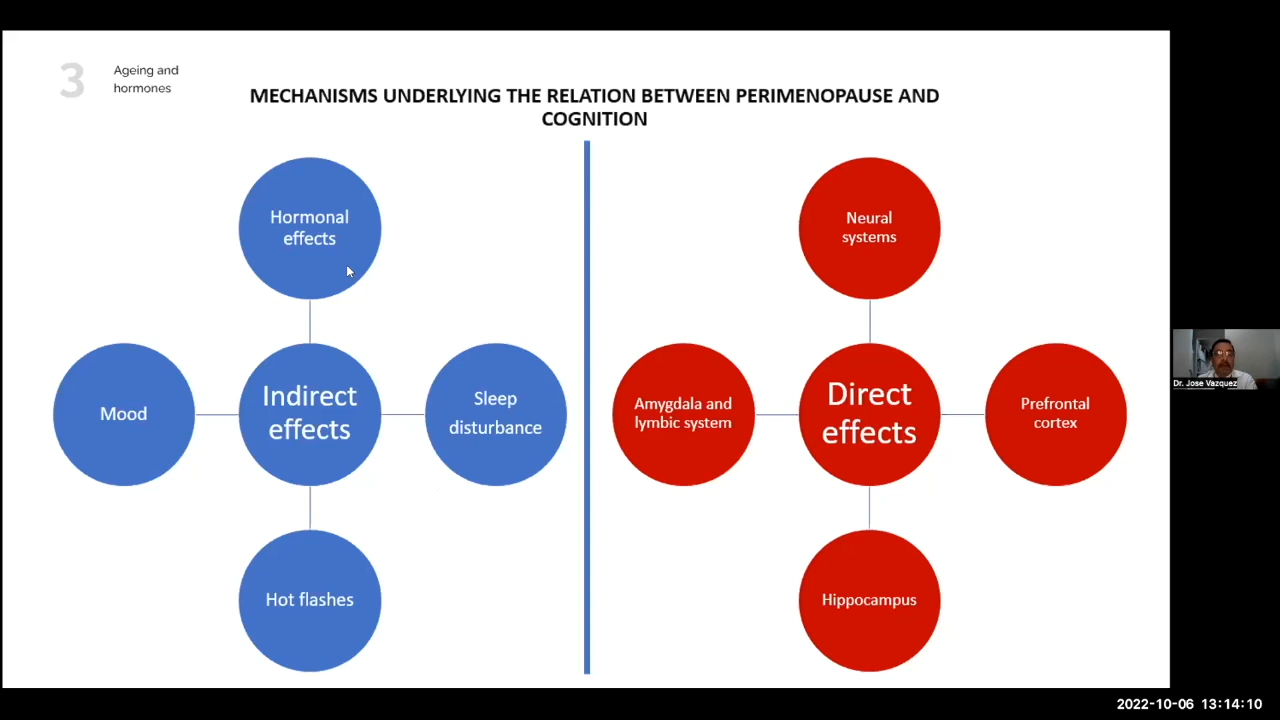 3
Ageing and
hormones
MECHANISMS UNDERLYING THE RELATION BETWEEN PERIMENOPAUSE AND
COGNITION
Hormonal
effects
Mood
Indirect
effects
Sleep
disturbance
Hot flashes
Neural
systems
Amygdala and
lymbic system
Direct
effects
Prefrontal
cortex
Hippocampus
Dr. Jose Vazquez
2022-10-06 13:14:10